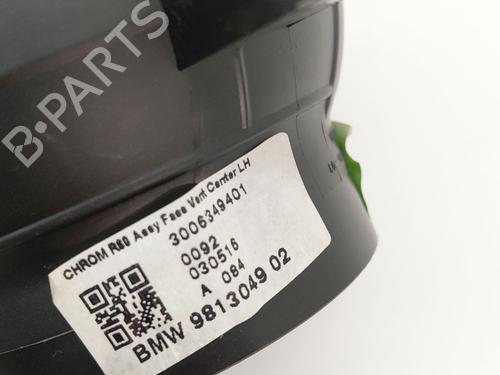 B·PARTS
CHROM R60 Assy Face Vent Center LH
3006349401
0092
030516
A 084
BMW 9813049 02